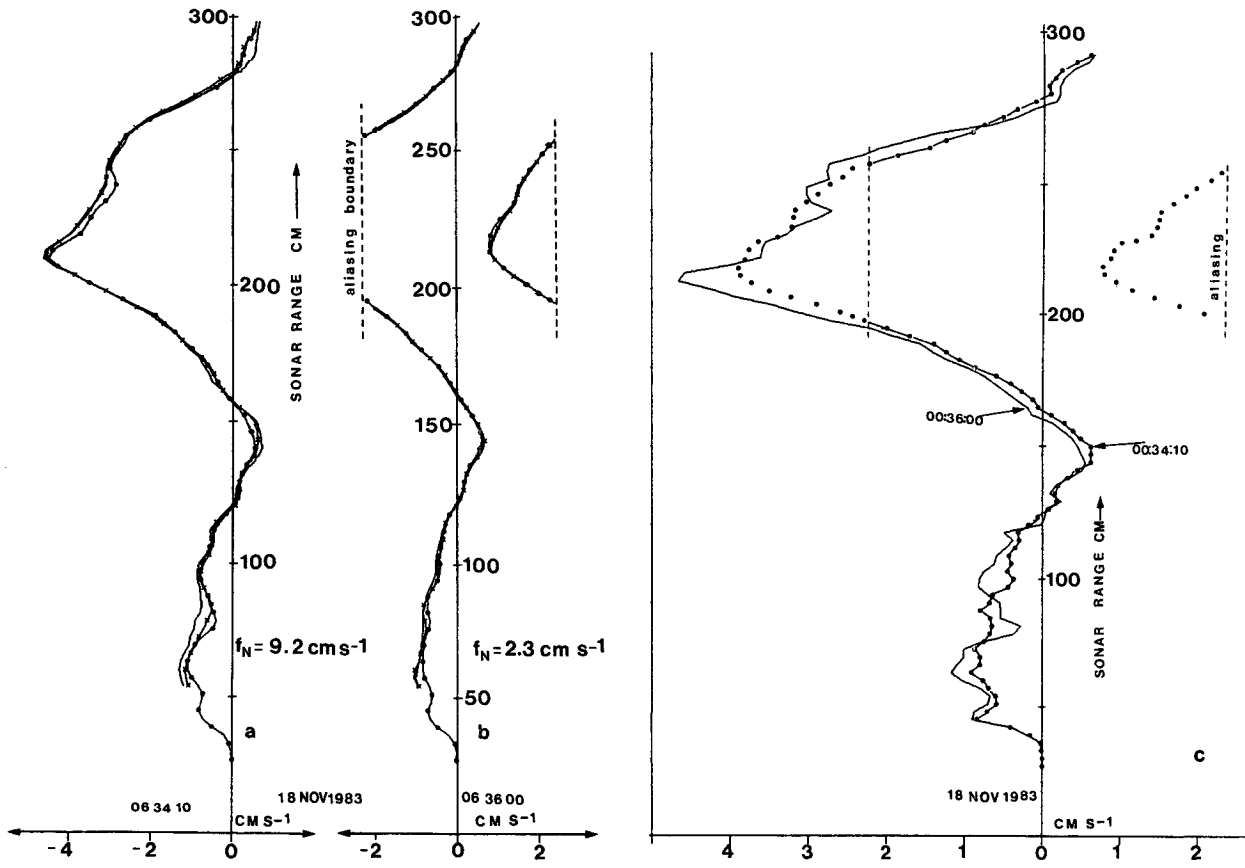 300
200
100
SONAR RANGE CM
f_N = 9.2 cm s⁻¹
a
06 34 10
18 NOV 1983
CM S⁻¹
-4 -2 0
300
250
200
150
100
50
aliasing boundary
f_N = 2.3 cm s⁻¹
b
06 36 00
CM S⁻¹
-2 0 2
300
200
100
aliasing
00:36:00
00:34:10
SONAR RANGE CM
c
18 NOV 1983
CM S⁻¹
4 3 2 1 0 1 2